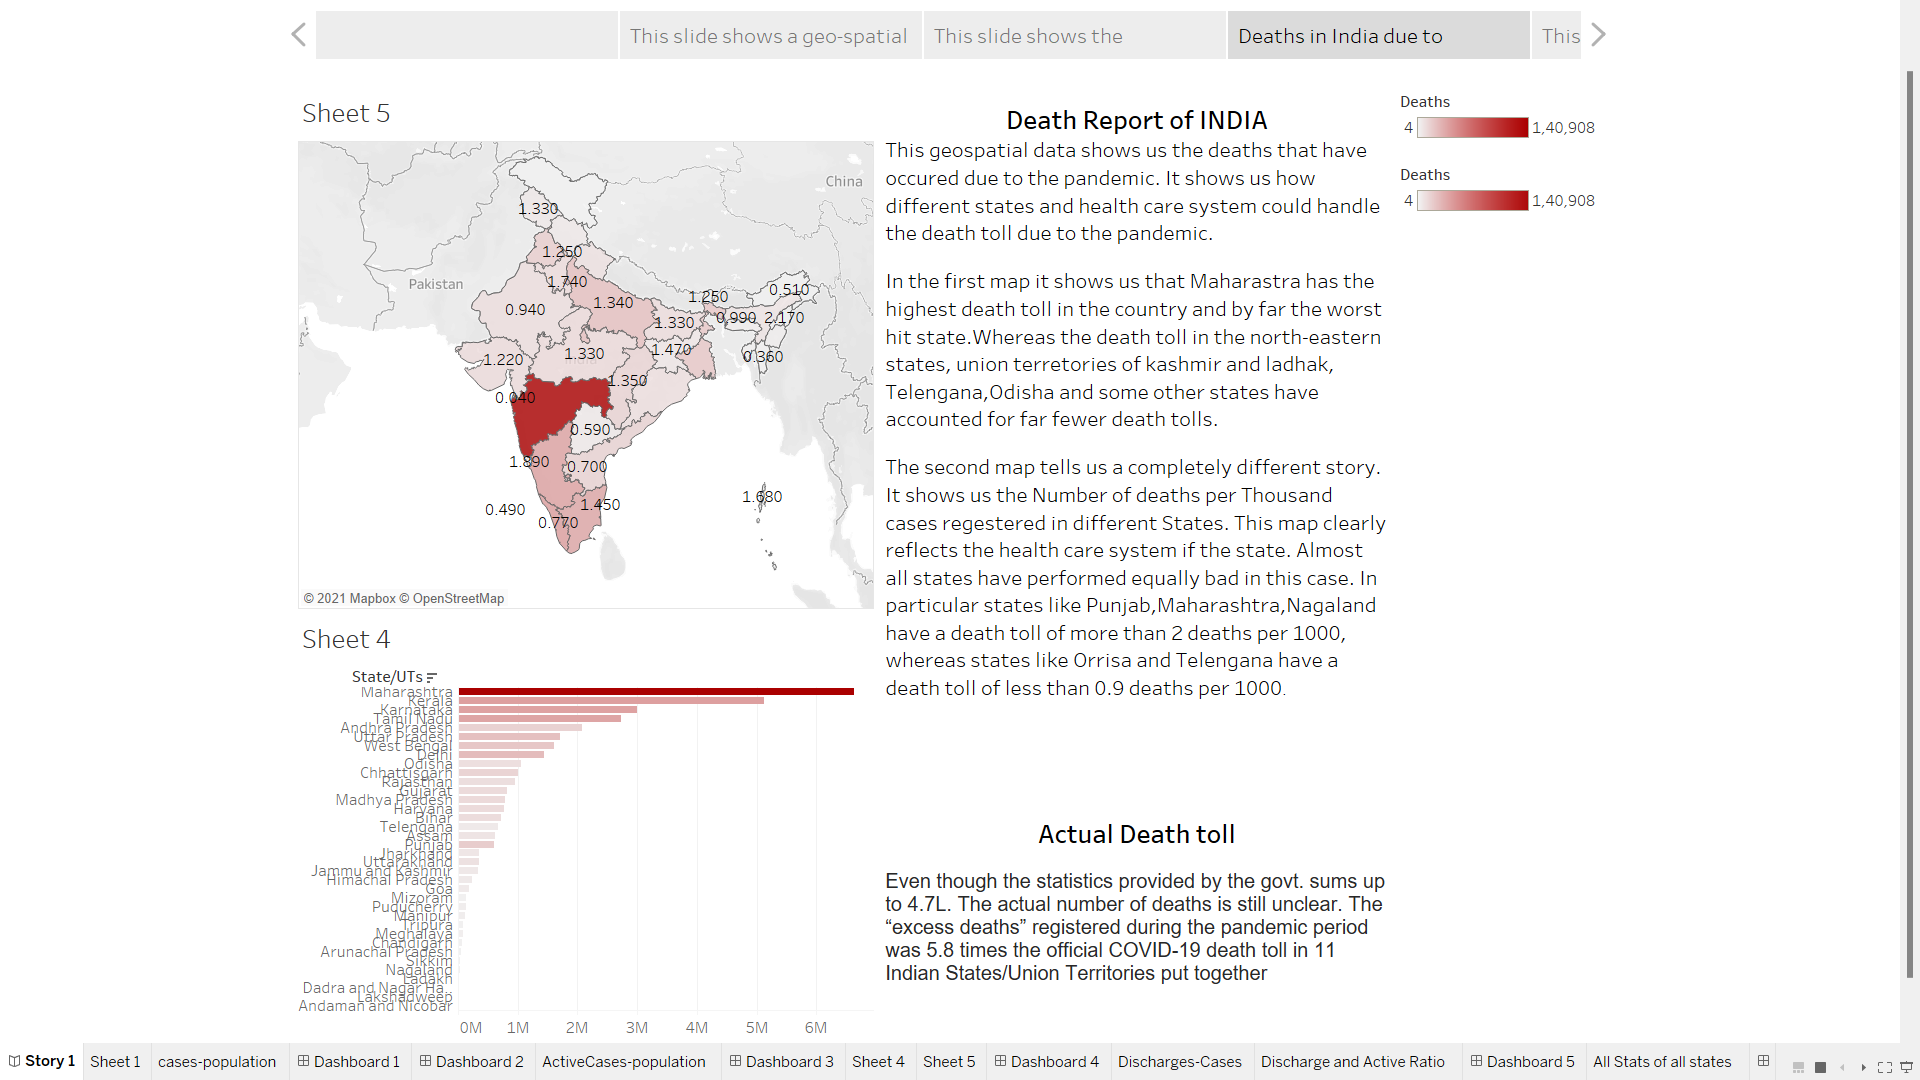 This slide shows a geo-spatial
This slide shows the
Deaths in India due to
This
Sheet 5
China
Pakistan
1.330
1.250
1.740
0.940
1.340
1.250
0.510
1.330
0.990
2.170
1.220
1.330
1.470
0.360
1.350
0.040
0.590
1.890
0.700
0.490
1.450
0.770
1.680
© 2021 Mapbox © OpenStreetMap
Sheet 4
State/UTs
Maharashtra
Kerala
Karnataka
Tamil Nadu
Andhra Pradesh
Uttar Pradesh
West Bengal
Delhi
Odisha
Chhattisgarh
Rajasthan
Gujarat
Madhya Pradesh
Haryana
Bihar
Telengana
Assam
Punjab
Jharkhand
Uttarakhand
Jammu and Kashmir
Himachal Pradesh
Goa
Mizoram
Puducherry
Manipur
Tripura
Meghalaya
Chandigarh
Arunachal Pradesh
Sikkim
Nagaland
Ladakh
Dadra and Nagar Ha..
Lakshadweep
Andaman and Nicobar
0M 1M 2M 3M 4M 5M 6M
Death Report of INDIA
This geospatial data shows us the deaths that have
occured due to the pandemic. It shows us how
different states and health care system could handle
the death toll due to the pandemic.
In the first map it shows us that Maharastra has the
highest death toll in the country and by far the worst
hit state.Whereas the death toll in the north-eastern
states, union terretories of kashmir and ladhak,
Telengana,Odisha and some other states have
accounted for far fewer death tolls.
The second map tells us a completely different story.
It shows us the Number of deaths per Thousand
cases regestered in different States. This map clearly
reflects the health care system if the state. Almost
all states have performed equally bad in this case. In
particular states like Punjab,Maharashtra,Nagaland
have a death toll of more than 2 deaths per 1000,
whereas states like Orrisa and Telengana have a
death toll of less than 0.9 deaths per 1000.
Actual Death toll
Even though the statistics provided by the govt. sums up
to 4.7L. The actual number of deaths is still unclear. The
“excess deaths” registered during the pandemic period
was 5.8 times the official COVID-19 death toll in 11
Indian States/Union Territories put together
Deaths
4 1,40,908
Deaths
4 1,40,908
Story 1 Sheet 1 cases-population Dashboard 1 Dashboard 2 ActiveCases-population Dashboard 3 Sheet 4 Sheet 5 Dashboard 4 Discharges-Cases Discharge and Active Ratio Dashboard 5 All Stats of all states